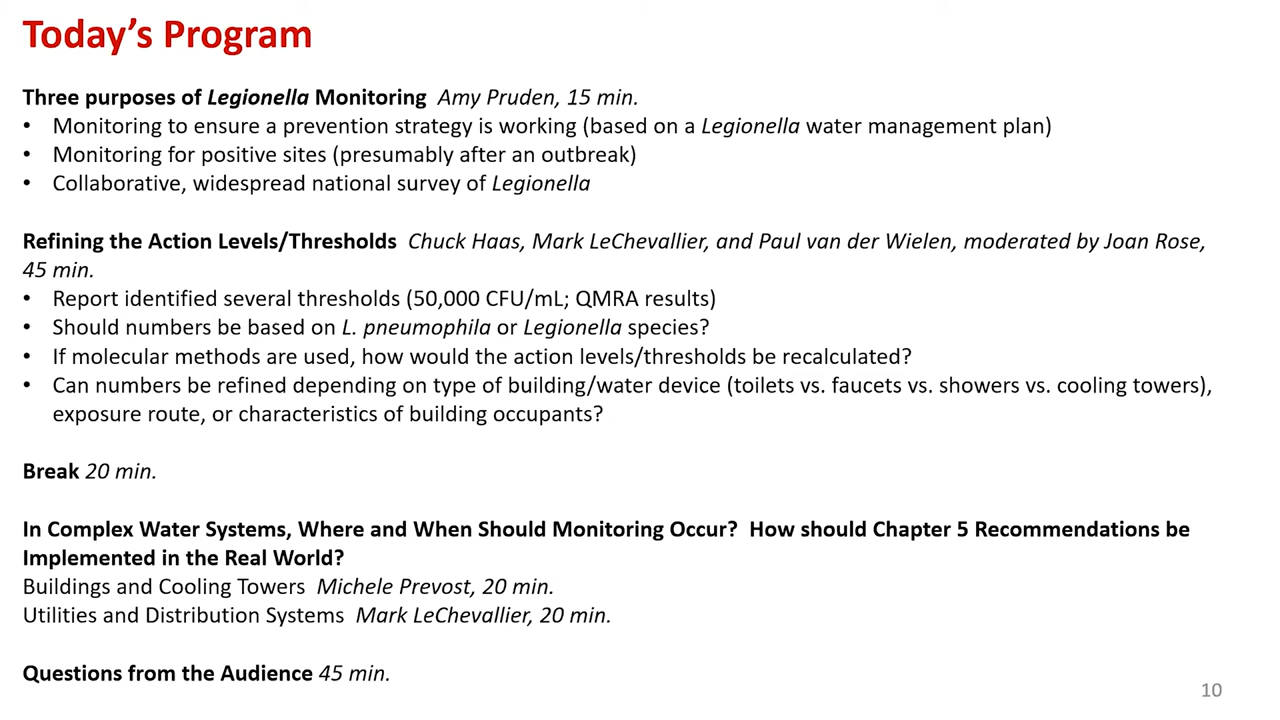 Today’s Program
Three purposes of Legionella Monitoring Amy Pruden, 15 min.
• Monitoring to ensure a prevention strategy is working (based on a Legionella water management plan)
• Monitoring for positive sites (presumably after an outbreak)
• Collaborative, widespread national survey of Legionella
Refining the Action Levels/Thresholds Chuck Haas, Mark LeChevallier, and Paul van der Wielen, moderated by Joan Rose,
45 min.
• Report identified several thresholds (50,000 CFU/mL; QMRA results)
• Should numbers be based on L. pneumophila or Legionella species?
• If molecular methods are used, how would the action levels/thresholds be recalculated?
• Can numbers be refined depending on type of building/water device (toilets vs. faucets vs. showers vs. cooling towers),
exposure route, or characteristics of building occupants?
Break 20 min.
In Complex Water Systems, Where and When Should Monitoring Occur? How should Chapter 5 Recommendations be
Implemented in the Real World?
Buildings and Cooling Towers Michele Prevost, 20 min.
Utilities and Distribution Systems Mark LeChevallier, 20 min.
Questions from the Audience 45 min.
10